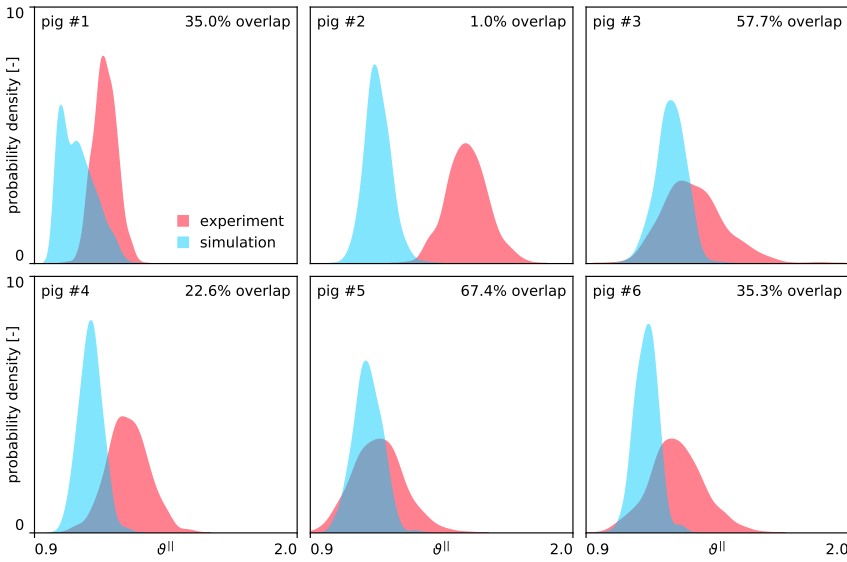 10
pig #1 35.0% overlap
pig #2 1.0% overlap
pig #3 57.7% overlap
probability density [-]
experiment
simulation
0
10
pig #4 22.6% overlap
pig #5 67.4% overlap
pig #6 35.3% overlap
probability density [-]
0
0.9 ϑ^{||} 2.0
0.9 ϑ^{||} 2.0
0.9 ϑ^{||} 2.0